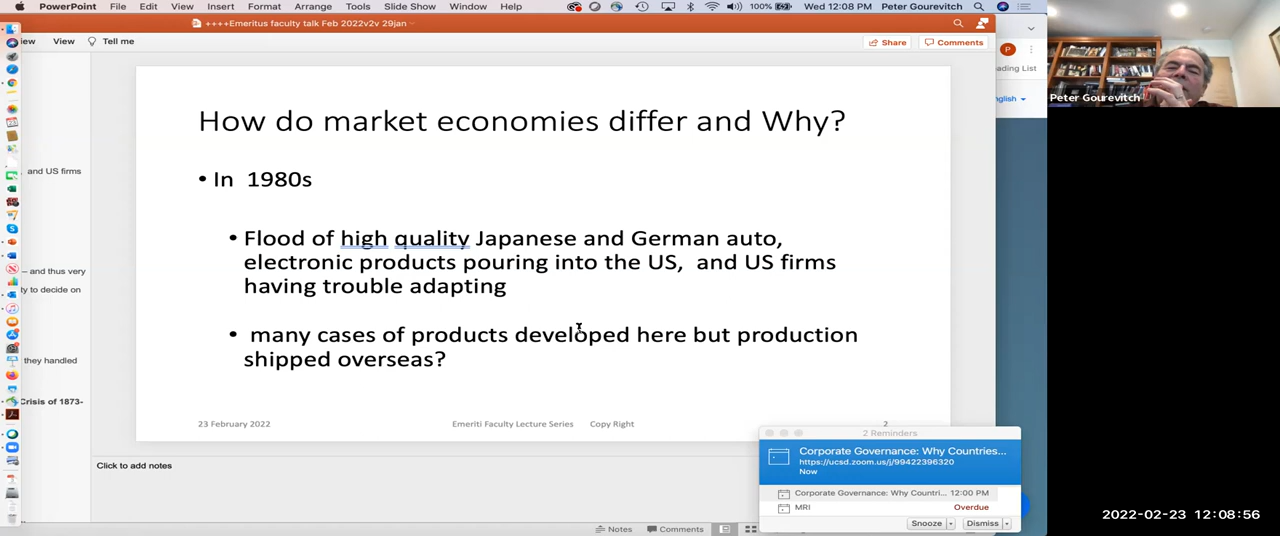 PowerPoint File Edit View Insert Format Arrange Tools Slide Show Window Help 100% Wed 12:08 PM Peter Gourevitch
++++Emeritus faculty talk Feb 2022v2v 29jan
iew View Tell me Share Comments
P
ading List
nglish
Peter Gourevitch
How do market economies differ and Why?
and US firms
• In 1980s
• Flood of high quality Japanese and German auto,
electronic products pouring into the US, and US firms
having trouble adapting
– and thus very
ty to decide on
• many cases of products developed here but production
shipped overseas?
they handled
Crisis of 1873-
23 February 2022 Emeriti Faculty Lecture Series Copy Right 2
2 Reminders
Corporate Governance: Why Countries...
https://ucsd.zoom.us/j/99422396320
Now
Corporate Governance: Why Countri... 12:00 PM
MRI Overdue
Snooze Dismiss
Click to add notes
Notes Comments
2022-02-23 12:08:56